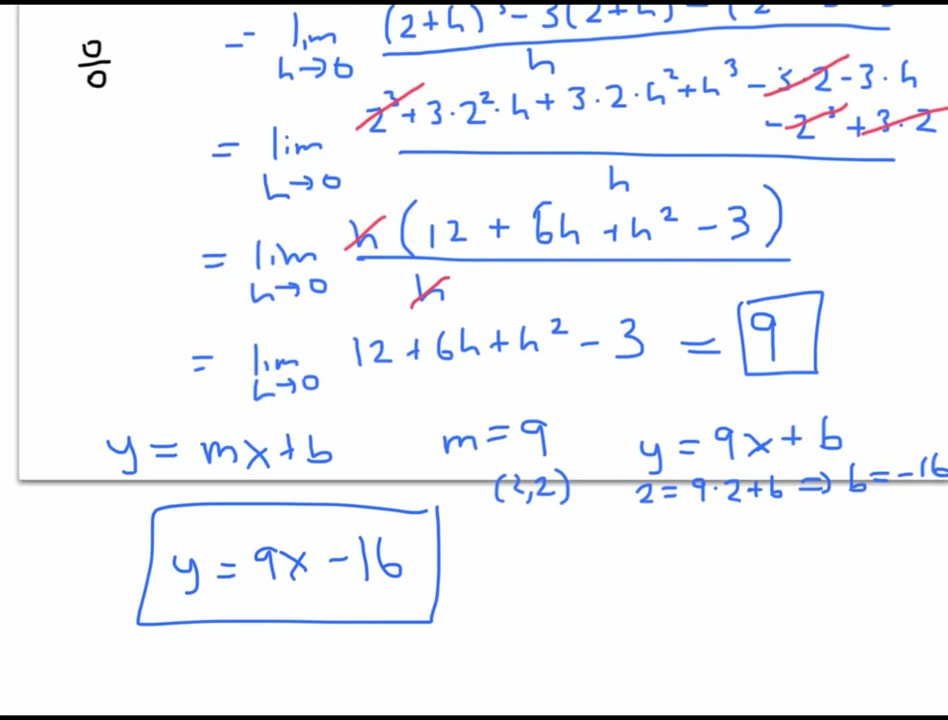 = lim h→0 (2+h)³ - 3(2+h) - (2
0/0
h
= lim h→0 2³ + 3·2²·h + 3·2·h² + h³ - 3·2 - 3·h
- 2³ + 3·2
h
= lim h→0 h(12 + 6h + h² - 3)
h
= lim h→0 12 + 6h + h² - 3 = 9
y = mx + b m = 9 y = 9x + b
(2,2) 2 = 9·2 + b ⇒ b = -16
y = 9x - 16